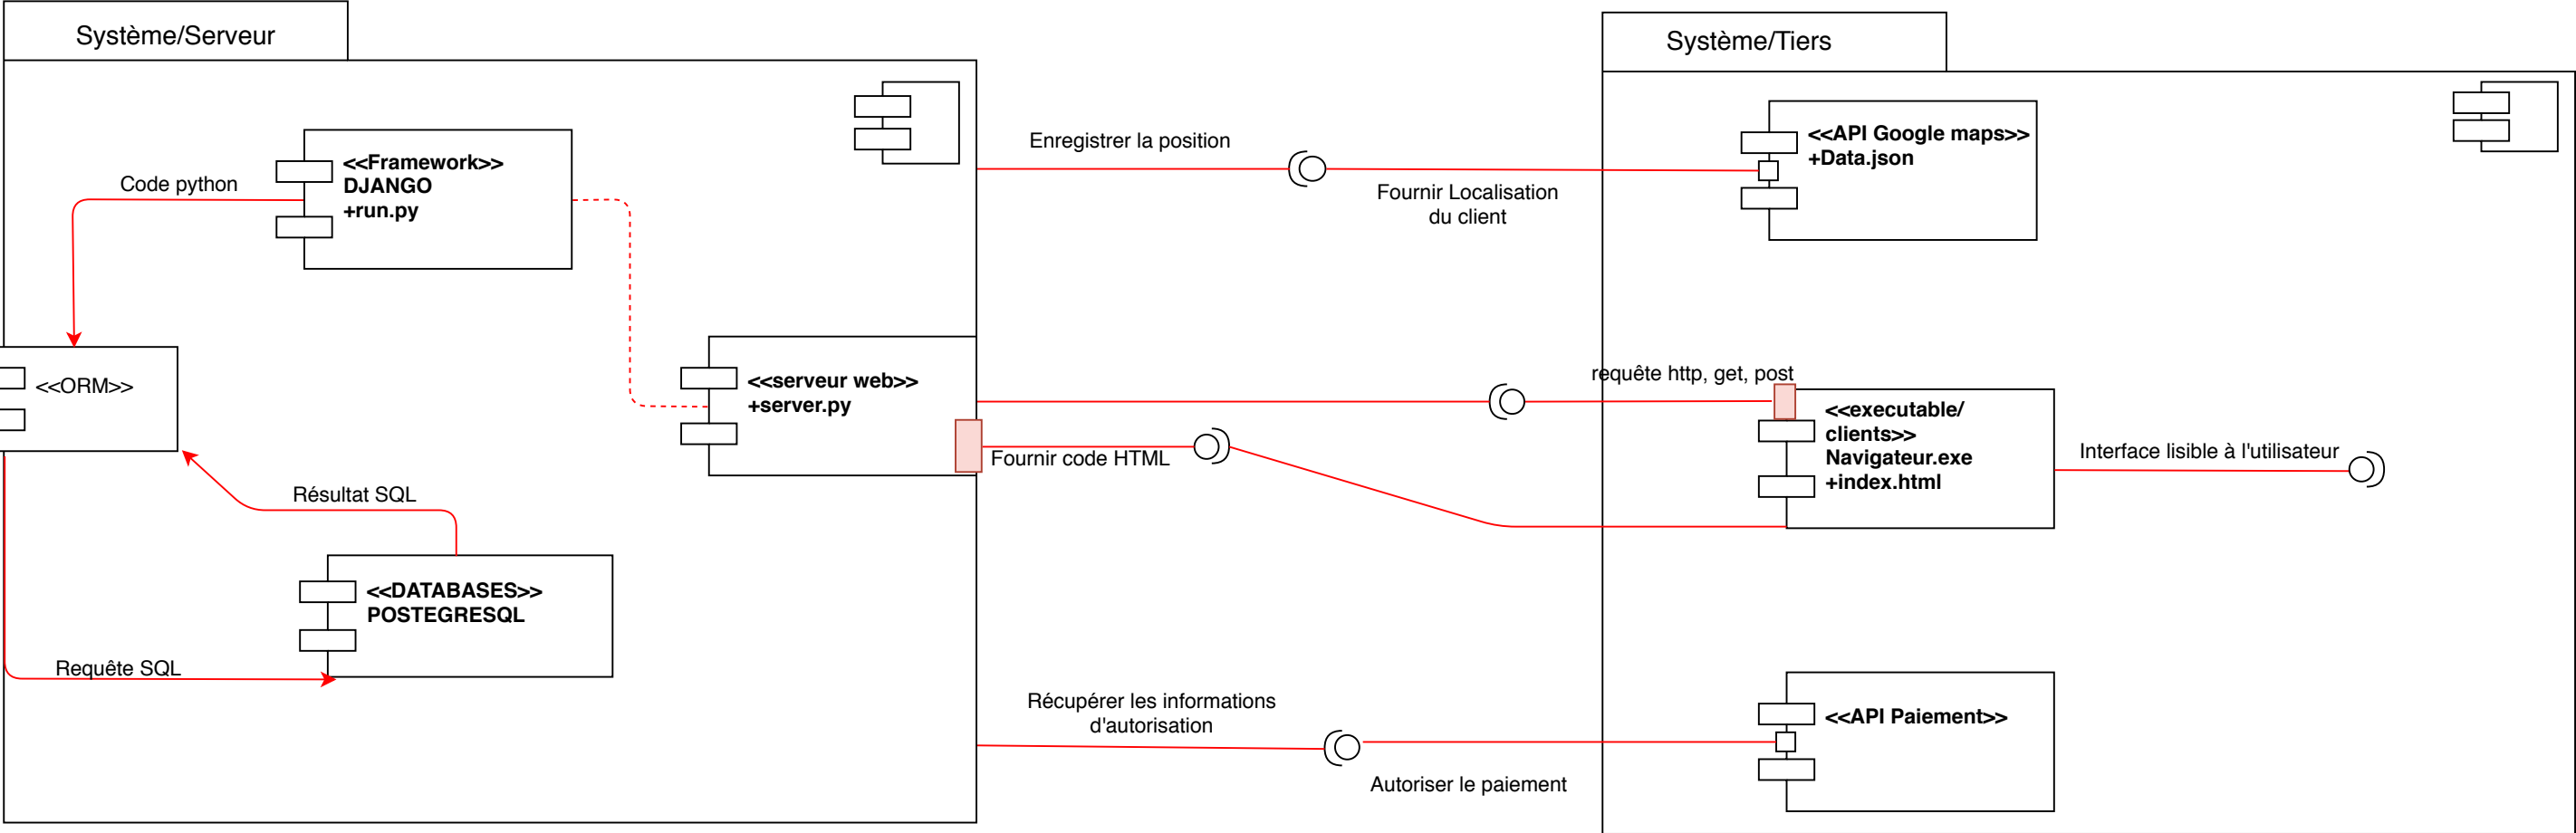 Système/Serveur
<<Framework>>
DJANGO
+run.py
Code python
<<ORM>>
<<serveur web>>
+server.py
Résultat SQL
<<DATABASES>>
POSTEGRESQL
Requête SQL
Enregistrer la position
Fournir Localisation
du client
requête http, get, post
Fournir code HTML
Récupérer les informations
d'autorisation
Autoriser le paiement
Système/Tiers
<<API Google maps>>
+Data.json
<<executable/
clients>>
Navigateur.exe
+index.html
Interface lisible à l'utilisateur
<<API Paiement>>